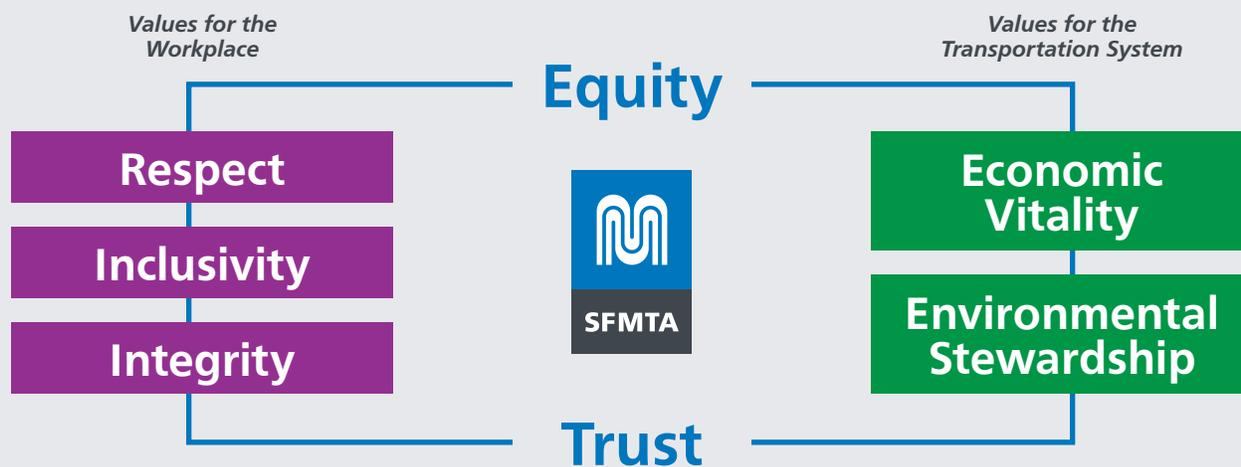 Values for the
Workplace
Values for the
Transportation System
Equity
Respect
Inclusivity
Integrity
SFMTA
Economic
Vitality
Environmental
Stewardship
Trust